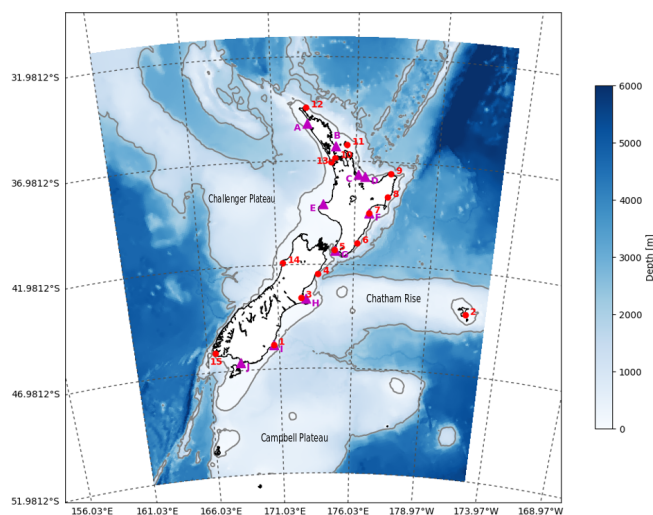 31.9812°S
36.9812°S
41.9812°S
46.9812°S
51.9812°S
12
A
B
11
13
C
D
9
8
E
7
F
6
5
G
14
4
3
H
2
1
I
15
J
Challenger Plateau
Chatham Rise
Campbell Plateau
156.03°E 161.03°E 166.03°E 171.03°E 176.03°E 178.97°W 173.97°W 168.97°W
6000
5000
4000
3000
2000
1000
0
Depth [m]